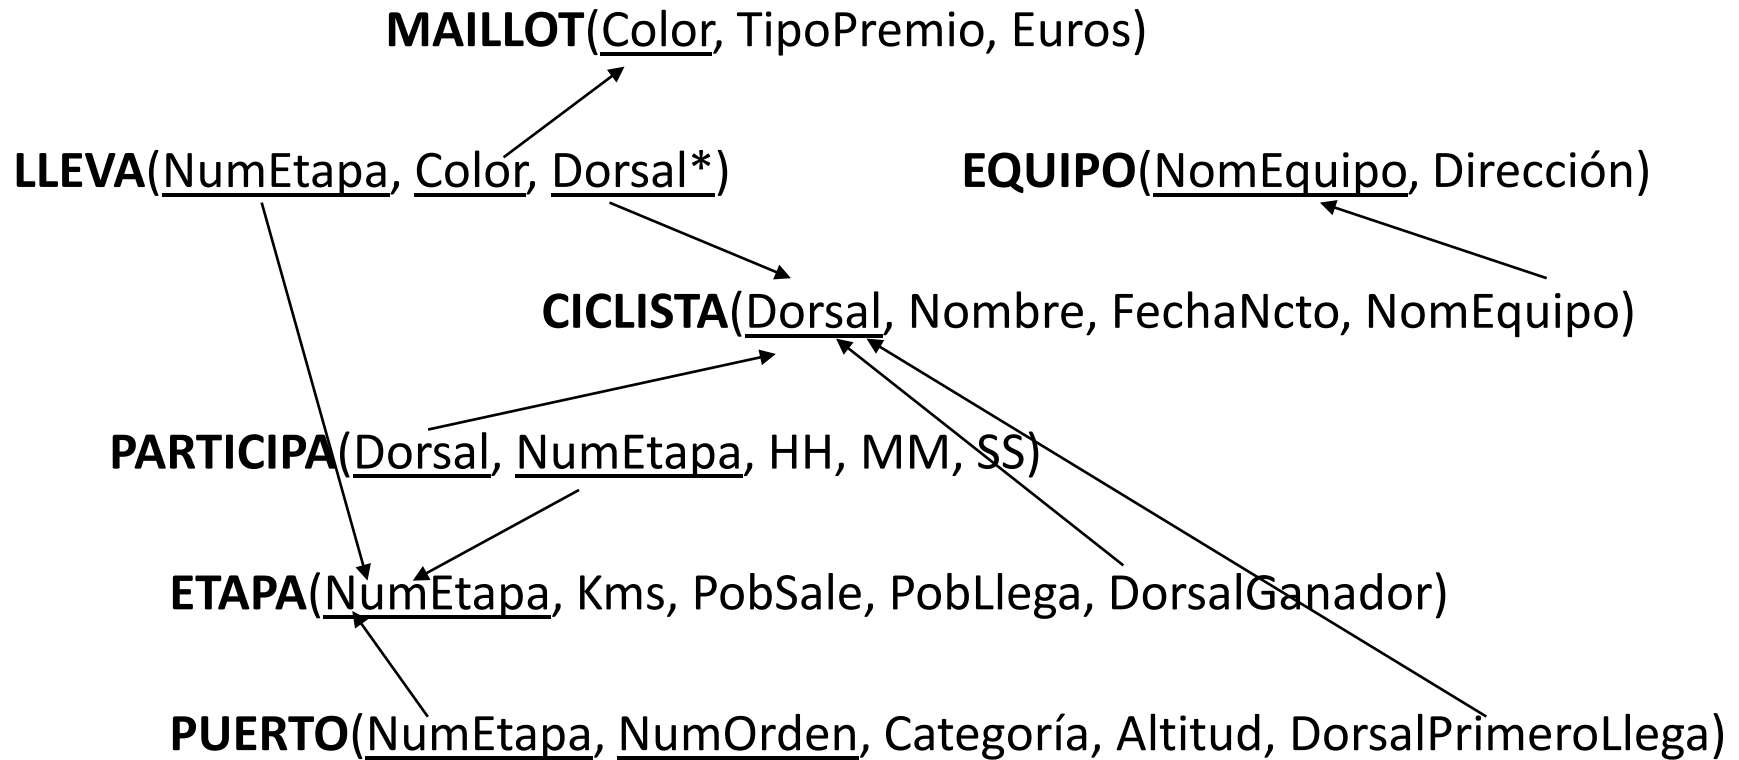 MAILLOT(Color, TipoPremio, Euros)
LLEVA(NumEtapa, Color, Dorsal*)
EQUIPO(NomEquipo, Dirección)
CICLISTA(Dorsal, Nombre, FechaNcto, NomEquipo)
PARTICIPA(Dorsal, NumEtapa, HH, MM, SS)
ETAPA(NumEtapa, Kms, PobSale, PobLlega, DorsalGanador)
PUERTO(NumEtapa, NumOrden, Categoría, Altitud, DorsalPrimeroLlega)